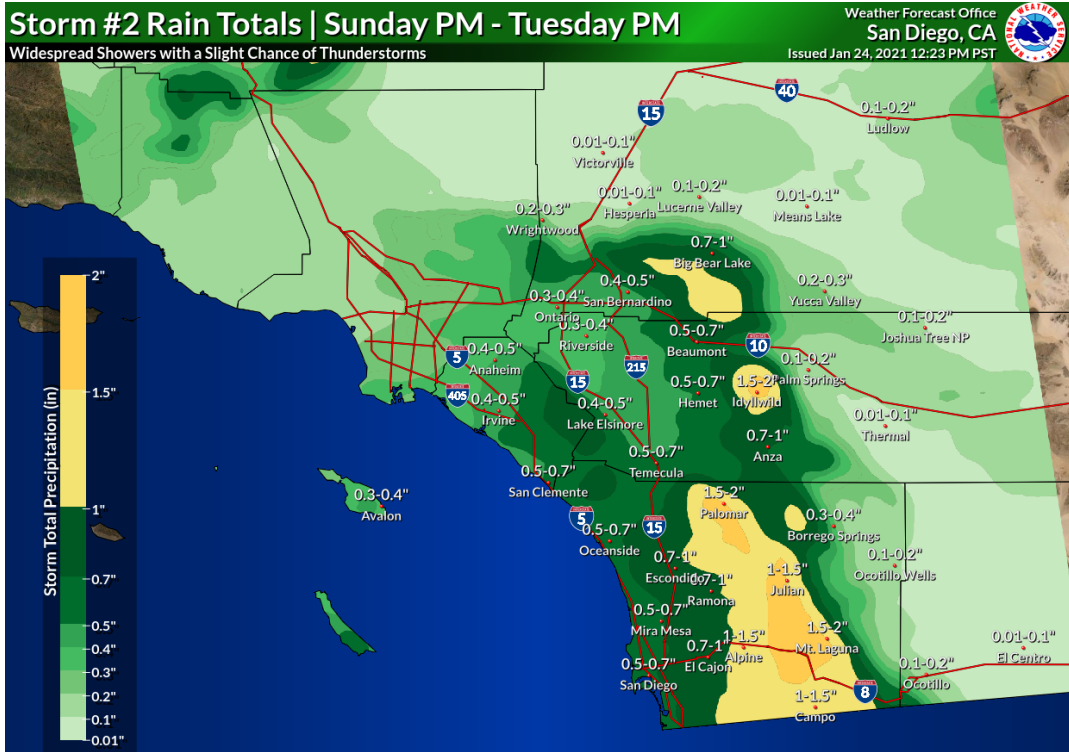 Storm #2 Rain Totals | Sunday PM - Tuesday PM
Widespread Showers with a Slight Chance of Thunderstorms
Weather Forecast Office
San Diego, CA
Issued Jan 24, 2021 12:23 PM PST
NATIONAL WEATHER SERVICE
40
15
0.1-0.2"
Ludlow
0.01-0.1"
Victorville
0.01-0.1"
Hesperia
0.1-0.2"
Lucerne Valley
0.01-0.1"
Means Lake
0.2-0.3"
Wrightwood
0.7-1"
Big Bear Lake
0.4-0.5"
San Bernardino
0.2-0.3"
Yucca Valley
0.3-0.4"
Ontario
0.3-0.4"
Riverside
0.5-0.7"
Beaumont
10
0.1-0.2"
Joshua Tree NP
5
0.4-0.5"
Anaheim
215
15
0.1-0.2"
Palm Springs
405
0.4-0.5"
Irvine
0.4-0.5"
Lake Elsinore
0.5-0.7"
Hemet
1.5-2"
Idyllwild
0.01-0.1"
Thermal
0.7-1"
Anza
0.5-0.7"
Temecula
0.5-0.7"
San Clemente
0.3-0.4"
Avalon
5
15
0.5-0.7"
Oceanside
1.5-2"
Palomar
0.3-0.4"
Borrego Springs
0.7-1"
Escondido
0.7-1"
Ramona
1-1.5"
Julian
0.1-0.2"
Ocotillo Wells
0.5-0.7"
Mira Mesa
0.7-1"
El Cajon
1-1.5"
Alpine
1.5-2"
Mt. Laguna
0.01-0.1"
El Centro
0.5-0.7"
San Diego
8
0.1-0.2"
Ocotillo
1-1.5"
Campo
Storm Total Precipitation (in)
2"
1.5"
1"
0.7"
0.5"
0.4"
0.3"
0.2"
0.1"
0.01"